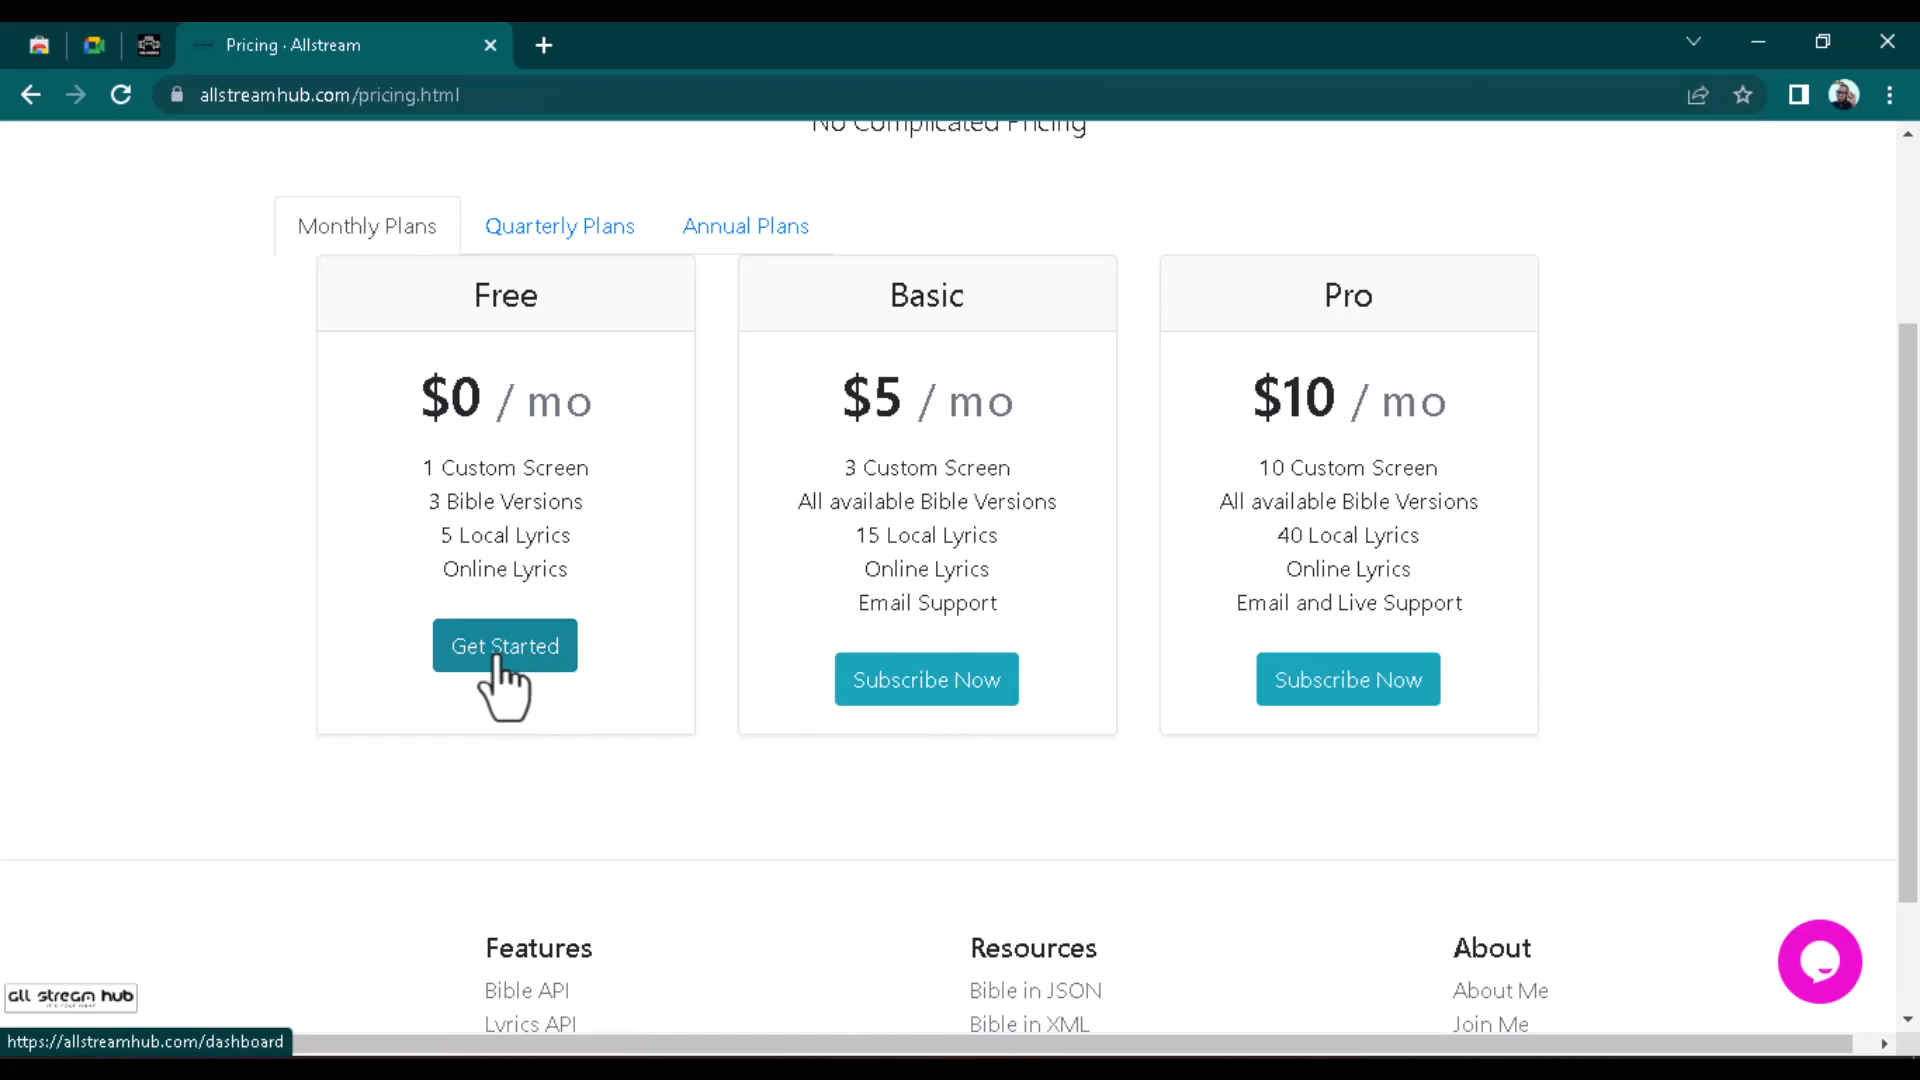 Pricing · Allstream
allstreamhub.com/pricing.html
No Complicated Pricing
Monthly Plans
Quarterly Plans
Annual Plans
Free
$0 / mo
1 Custom Screen
3 Bible Versions
5 Local Lyrics
Online Lyrics
Get Started
Basic
$5 / mo
3 Custom Screen
All available Bible Versions
15 Local Lyrics
Online Lyrics
Email Support
Subscribe Now
Pro
$10 / mo
10 Custom Screen
All available Bible Versions
40 Local Lyrics
Online Lyrics
Email and Live Support
Subscribe Now
all stream hub
Features
Bible API
Lyrics API
Resources
Bible in JSON
Bible in XML
About
About Me
Join Me
https://allstreamhub.com/dashboard